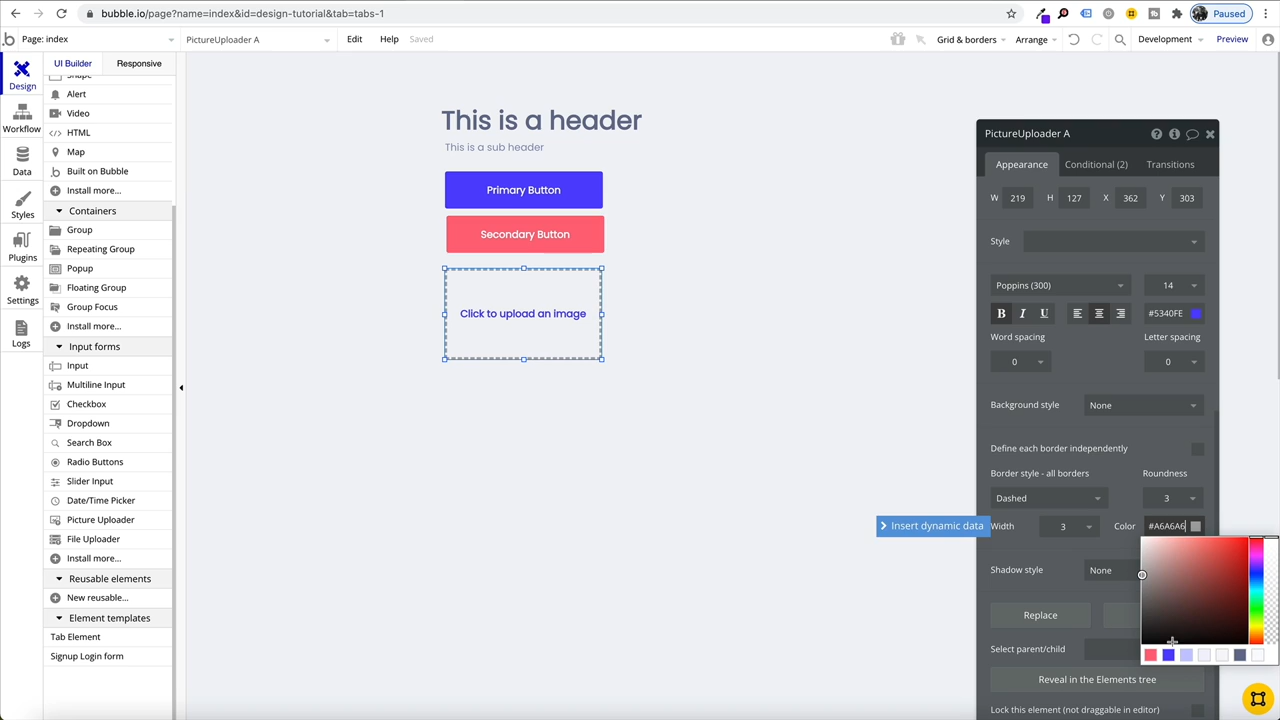 bubble.io/page?name=index&id=design-tutorial&tab=tabs-1
Paused
Page: index
PictureUploader A
Edit
Help
Saved
Grid & borders
Arrange
Development
Preview
Design
Workflow
Data
Styles
Plugins
Settings
Logs
UI Builder
Responsive
Shape
Alert
Video
HTML
Map
Built on Bubble
Install more...
Containers
Group
Repeating Group
Popup
Floating Group
Group Focus
Install more...
Input forms
Input
Multiline Input
Checkbox
Dropdown
Search Box
Radio Buttons
Slider Input
Date/Time Picker
Picture Uploader
File Uploader
Install more...
Reusable elements
New reusable...
Element templates
Tab Element
Signup Login form
This is a header
This is a sub header
Primary Button
Secondary Button
Click to upload an image
PictureUploader A
Appearance
Conditional (2)
Transitions
W 219 H 127 X 362 Y 303
Style
Poppins (300) 14
B I U #5340FE
Word spacing Letter spacing
0 0
Background style None
Define each border independently
Border style - all borders Roundness
Dashed 3
Insert dynamic data
Width 3 Color #A6A6A6
Shadow style None
Replace
Select parent/child
Reveal in the Elements tree
Lock this element (not draggable in editor)